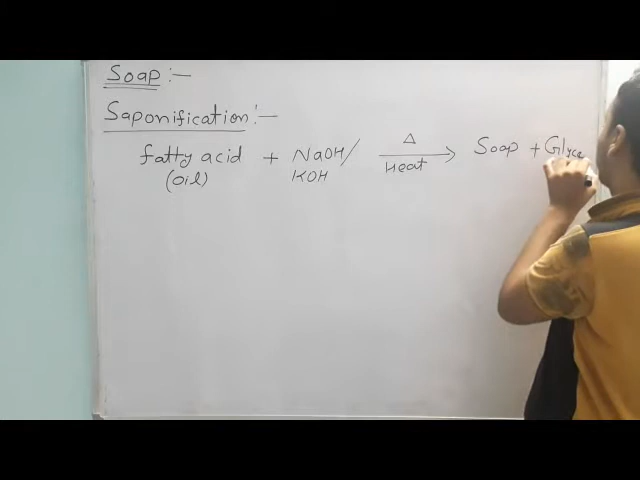 Soap :-
Saponification :-
fatty acid + NaOH/ Δ Soap + Glyce
(Oil) KOH Heat